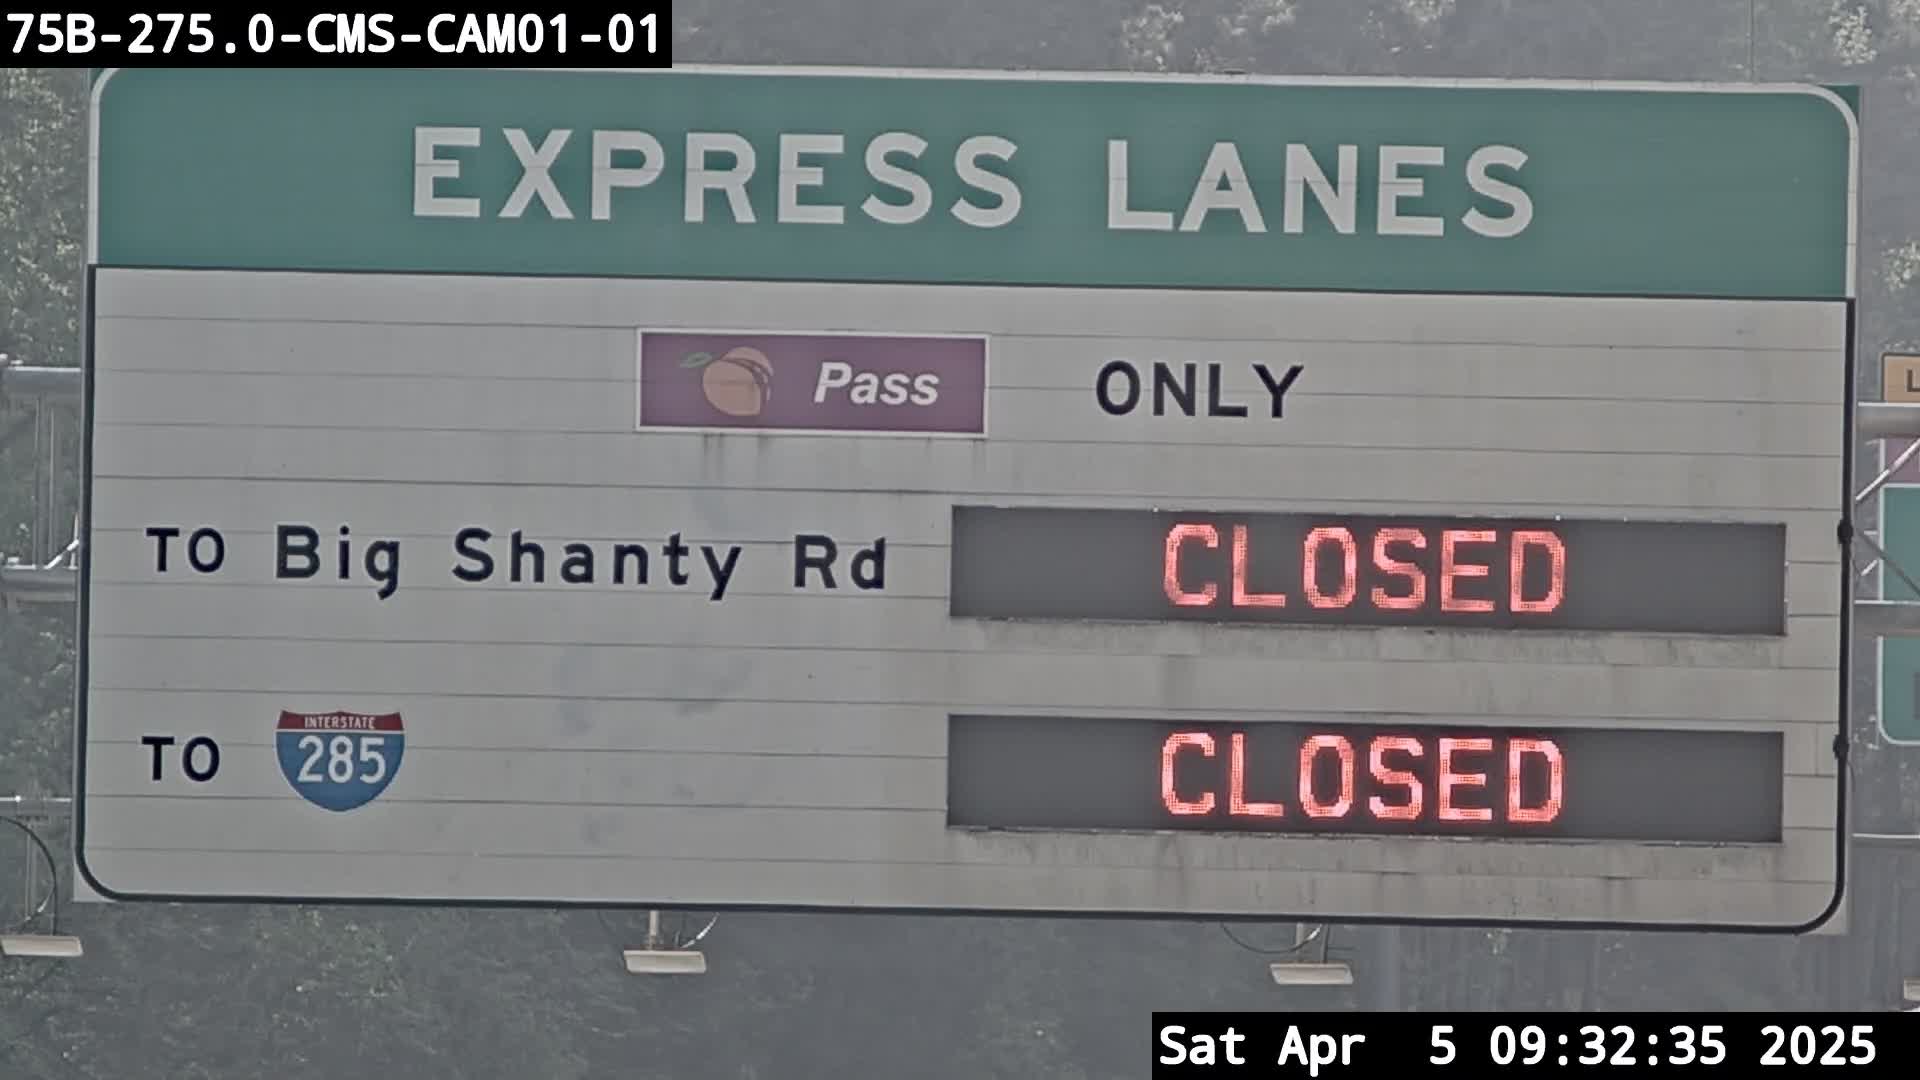 75B-275.0-CMS-CAM01-01
EXPRESS LANES
Pass ONLY
TO Big Shanty Rd CLOSED
INTERSTATE
TO 285 CLOSED
Sat Apr 5 09:32:35 2025